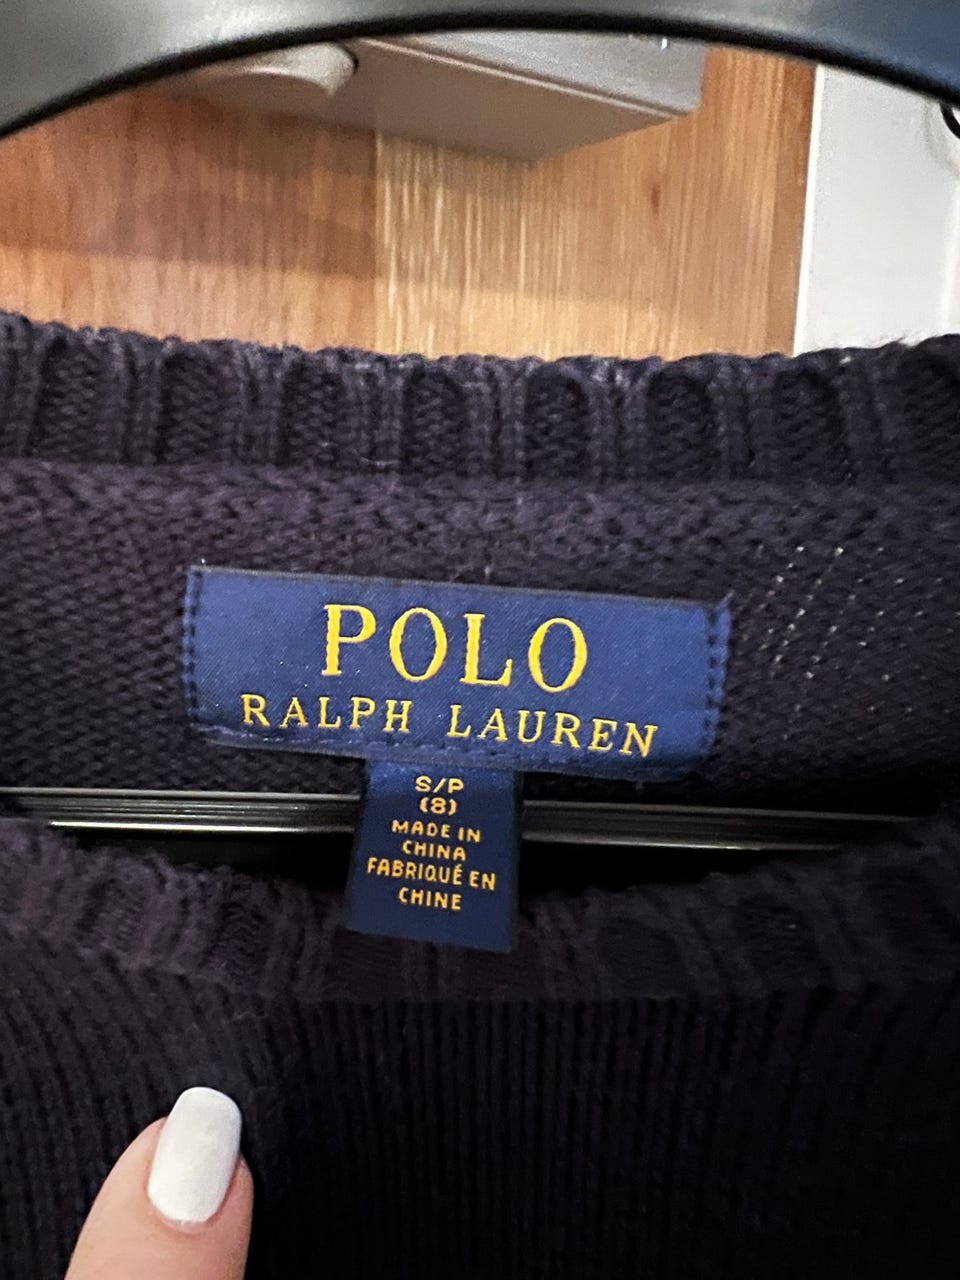 POLO
RALPH LAUREN
S/P
(8)
MADE IN
CHINA
FABRIQUÉ EN
CHINE